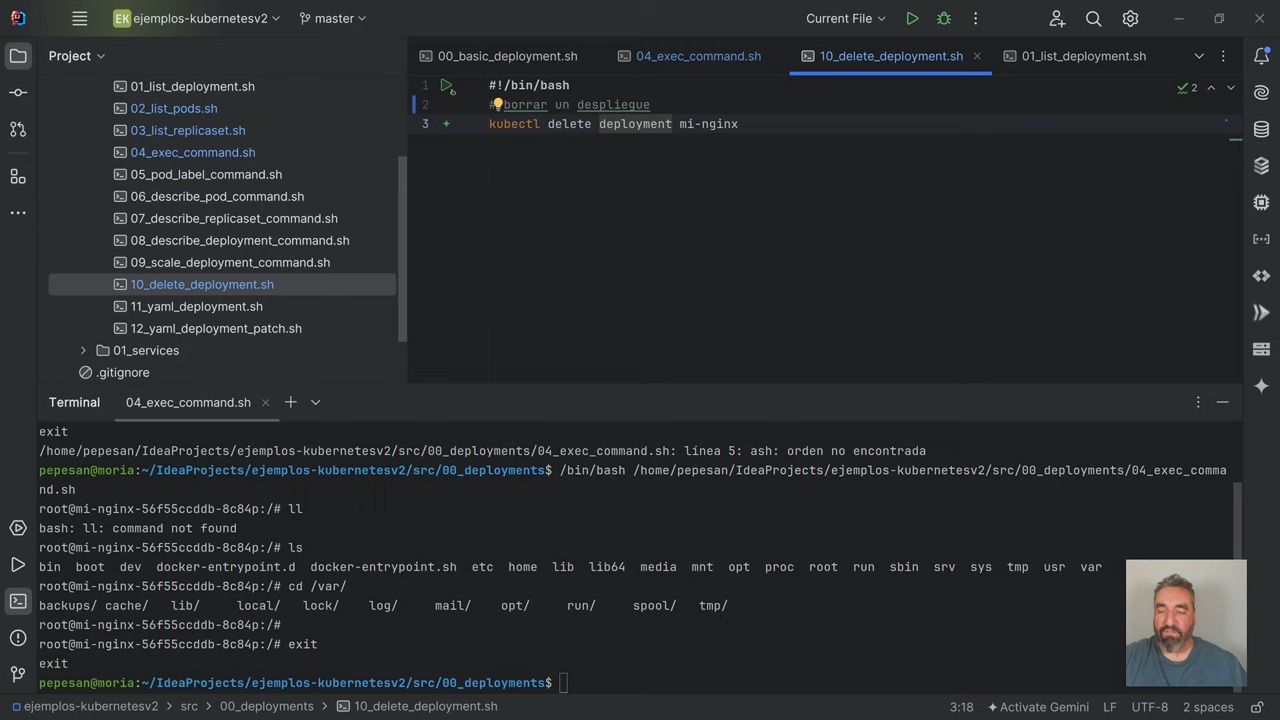 EK ejemplos-kubernetesv2
master
Current File
Project
00_basic_deployment.sh
04_exec_command.sh
10_delete_deployment.sh
01_list_deployment.sh
01_list_deployment.sh
02_list_pods.sh
03_list_replicaset.sh
04_exec_command.sh
05_pod_label_command.sh
06_describe_pod_command.sh
07_describe_replicaset_command.sh
08_describe_deployment_command.sh
09_scale_deployment_command.sh
10_delete_deployment.sh
11_yaml_deployment.sh
12_yaml_deployment_patch.sh
01_services
.gitignore
1 #!/bin/bash
2 # borrar un despliegue
3 kubectl delete deployment mi-nginx
2
Terminal
04_exec_command.sh
exit
/home/pepesan/IdeaProjects/ejemplos-kubernetesv2/src/00_deployments/04_exec_command.sh: línea 5: ash: orden no encontrada
pepesan@moria:~/IdeaProjects/ejemplos-kubernetesv2/src/00_deployments$ /bin/bash /home/pepesan/IdeaProjects/ejemplos-kubernetesv2/src/00_deployments/04_exec_comma
nd.sh
root@mi-nginx-56f55ccddb-8c84p:/# ll
bash: ll: command not found
root@mi-nginx-56f55ccddb-8c84p:/# ls
bin boot dev docker-entrypoint.d docker-entrypoint.sh etc home lib lib64 media mnt opt proc root run sbin srv sys tmp usr var
root@mi-nginx-56f55ccddb-8c84p:/# cd /var/
backups/ cache/ lib/ local/ lock/ log/ mail/ opt/ run/ spool/ tmp/
root@mi-nginx-56f55ccddb-8c84p:/#
root@mi-nginx-56f55ccddb-8c84p:/# exit
exit
pepesan@moria:~/IdeaProjects/ejemplos-kubernetesv2/src/00_deployments$
ejemplos-kubernetesv2 > src > 00_deployments > 10_delete_deployment.sh
3:18
Activate Gemini
LF
UTF-8
2 spaces